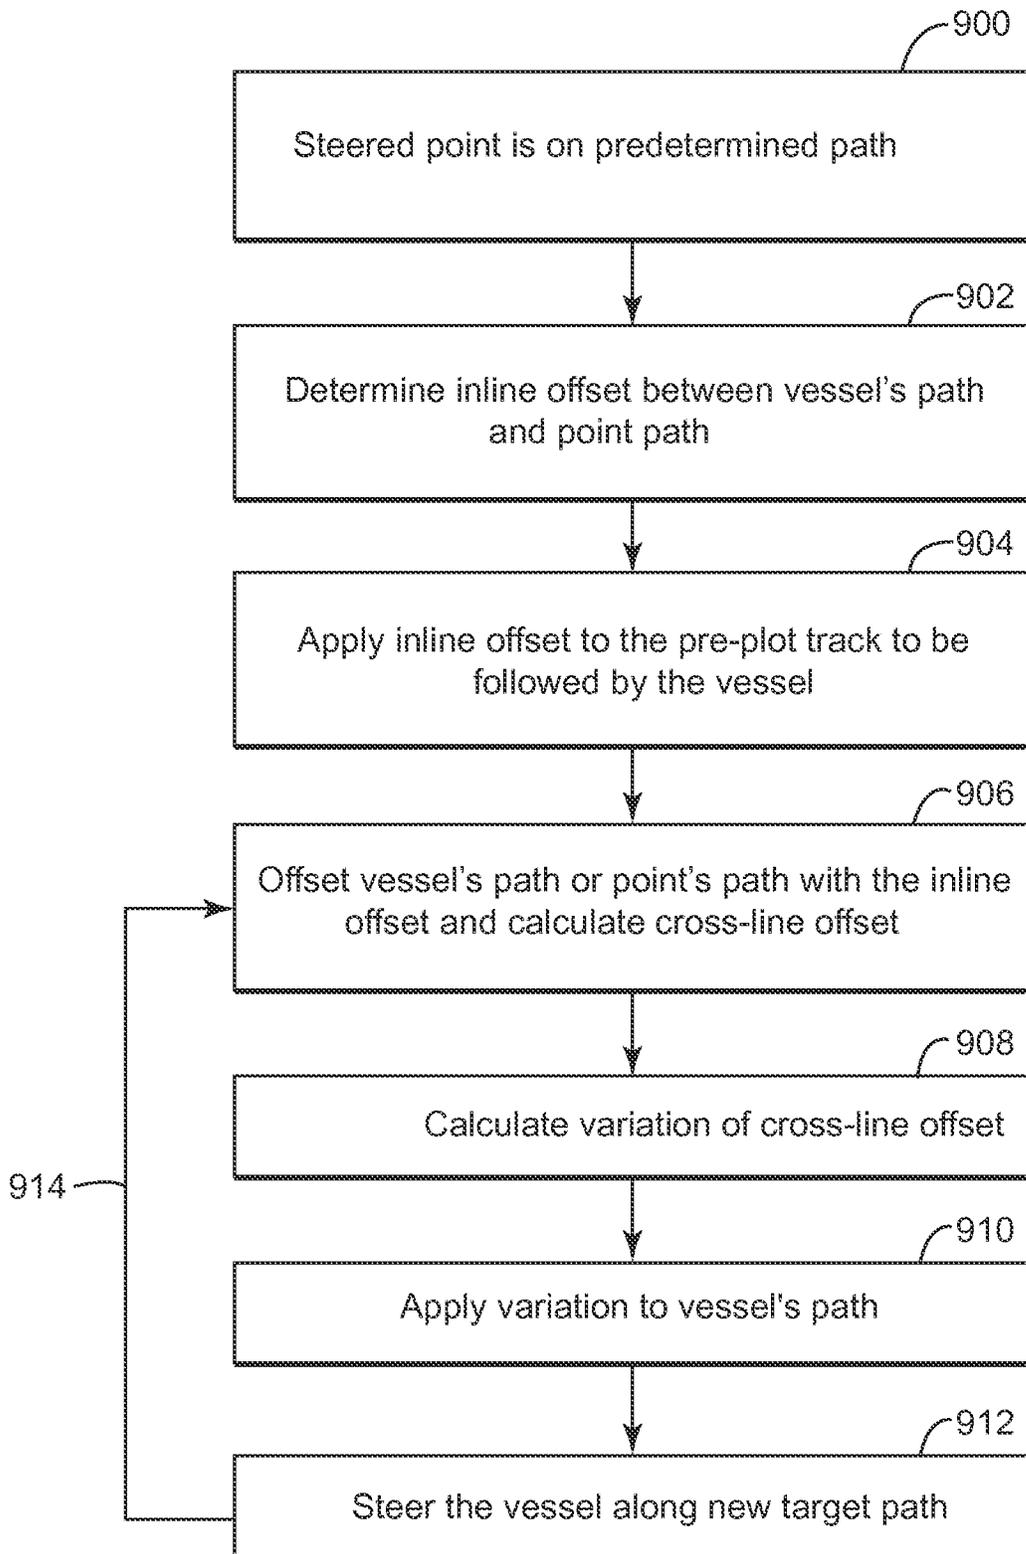 900
Steered point is on predetermined path
902
Determine inline offset between vessel's path
and point path
904
Apply inline offset to the pre-plot track to be
followed by the vessel
906
Offset vessel's path or point's path with the inline
offset and calculate cross-line offset
908
Calculate variation of cross-line offset
914
910
Apply variation to vessel's path
912
Steer the vessel along new target path